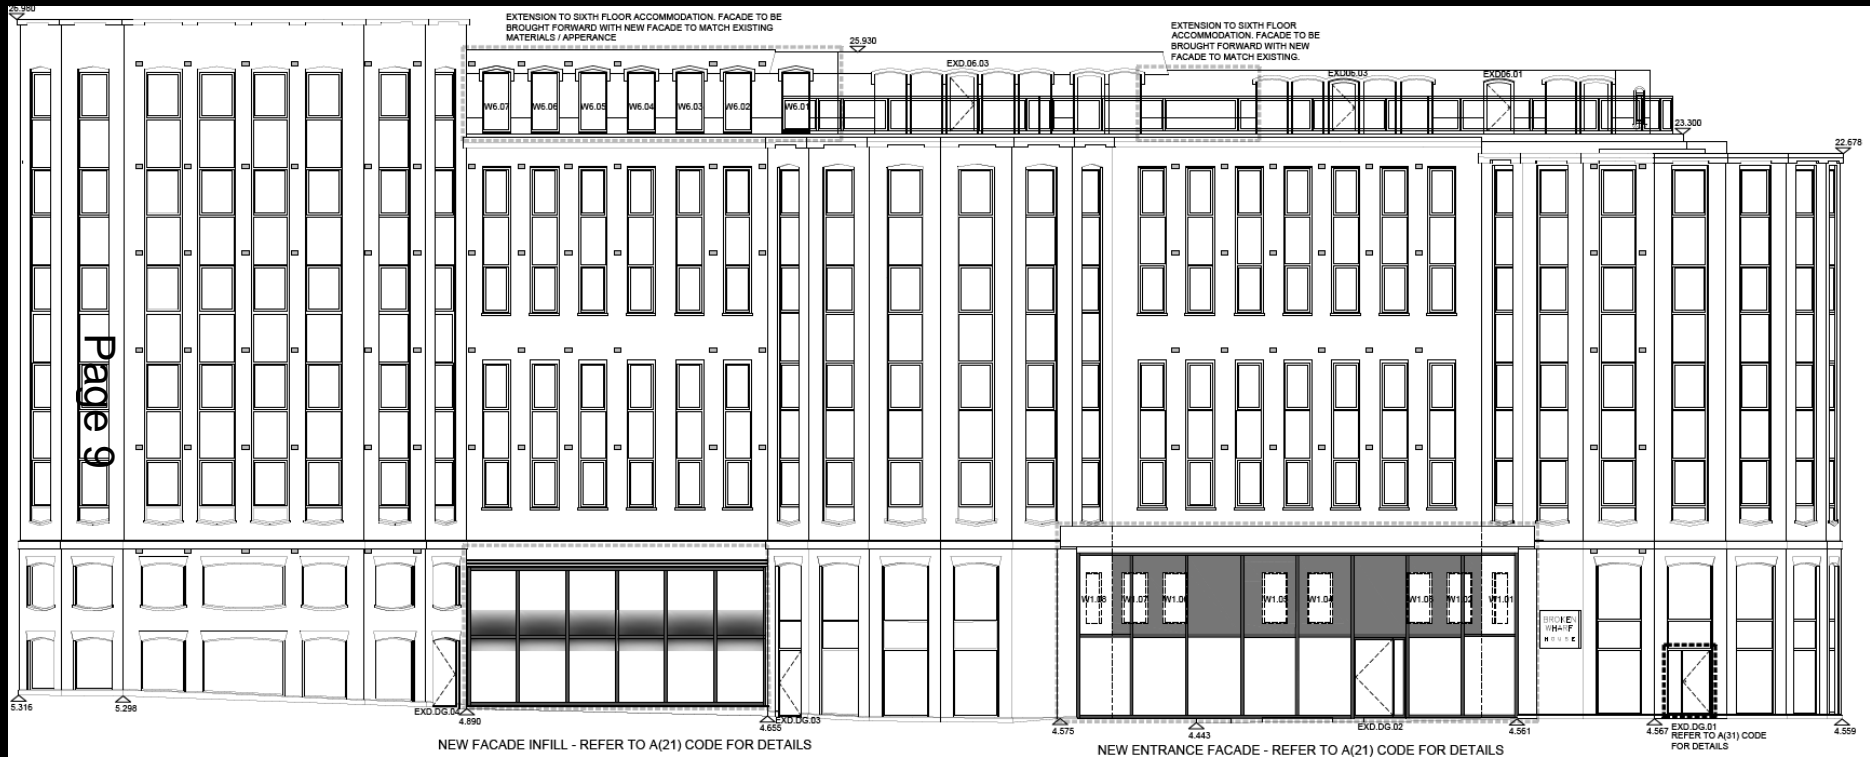 26.980
EXTENSION TO SIXTH FLOOR ACCOMMODATION. FACADE TO BE
BROUGHT FORWARD WITH NEW FACADE TO MATCH EXISTING
MATERIALS / APPERANCE
25.930
EXTENSION TO SIXTH FLOOR
ACCOMMODATION. FACADE TO BE
BROUGHT FORWARD WITH NEW
FACADE TO MATCH EXISTING.
EXD.06.03
EXD06.03
EXD06.01
W6.07
W6.06
W6.05
W6.04
W6.03
W6.02
W6.01
23.300
22.678
Page 9
W1.08
W1.07
W1.06
W1.05
W1.04
W1.05
W1.02
W1.01
BROKEN
WHARF
HOUSE
5.316
5.298
EXD.DG.04
4.890
4.655
EXD.DG.03
4.575
4.443
EXD.DG.02
4.561
4.567
EXD.DG.01
REFER TO A(31) CODE
FOR DETAILS
4.559
NEW FACADE INFILL - REFER TO A(21) CODE FOR DETAILS
NEW ENTRANCE FACADE - REFER TO A(21) CODE FOR DETAILS